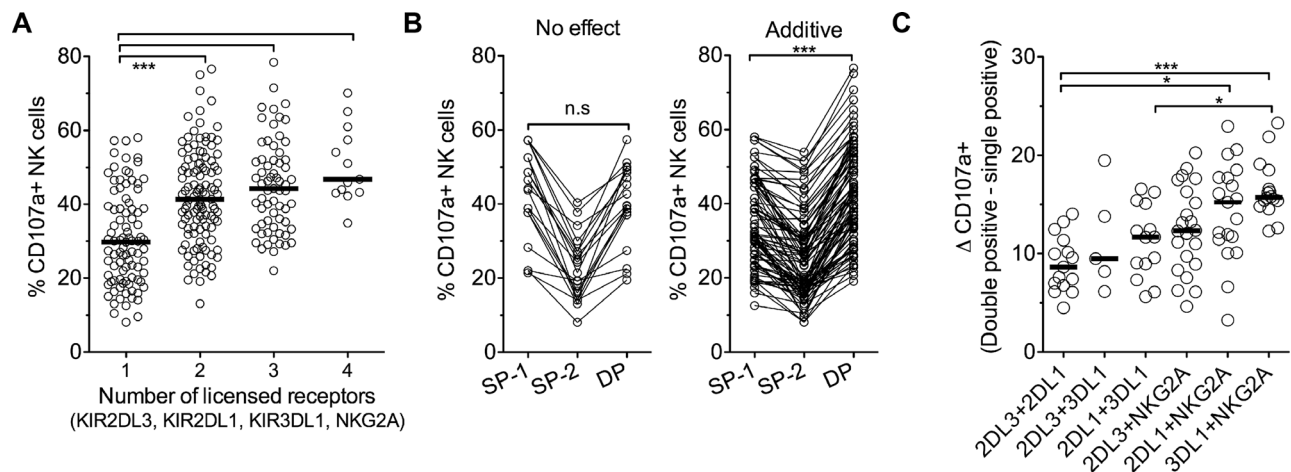 A
% CD107a+ NK cells
80
60
40
20
0
***
1 2 3 4
Number of licensed receptors
(KIR2DL3, KIR2DL1, KIR3DL1, NKG2A)
B
No effect
% CD107a+ NK cells
80
60
40
20
0
n.s
SP-1 SP-2 DP
Additive
% CD107a+ NK cells
80
60
40
20
0
***
SP-1 SP-2 DP
C
Δ CD107a+
(Double positive - single positive)
30
20
10
0
***
*
*
2DL3+2DL1
2DL3+3DL1
2DL1+3DL1
2DL3+NKG2A
2DL1+NKG2A
3DL1+NKG2A